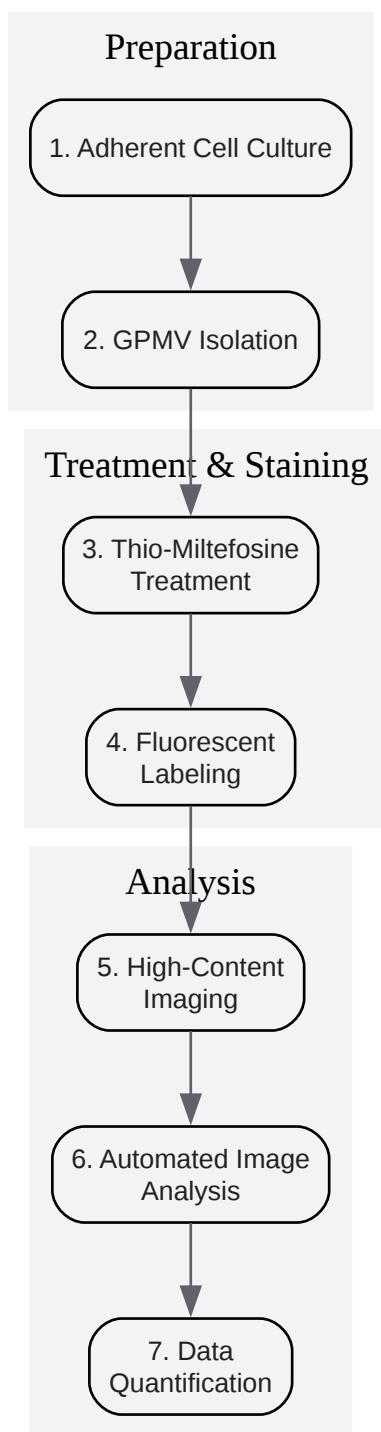 Preparation
1. Adherent Cell Culture
2. GPMV Isolation
Treatment & Staining
3. Thio-Miltefosine
Treatment
4. Fluorescent
Labeling
Analysis
5. High-Content
Imaging
6. Automated Image
Analysis
7. Data
Quantification